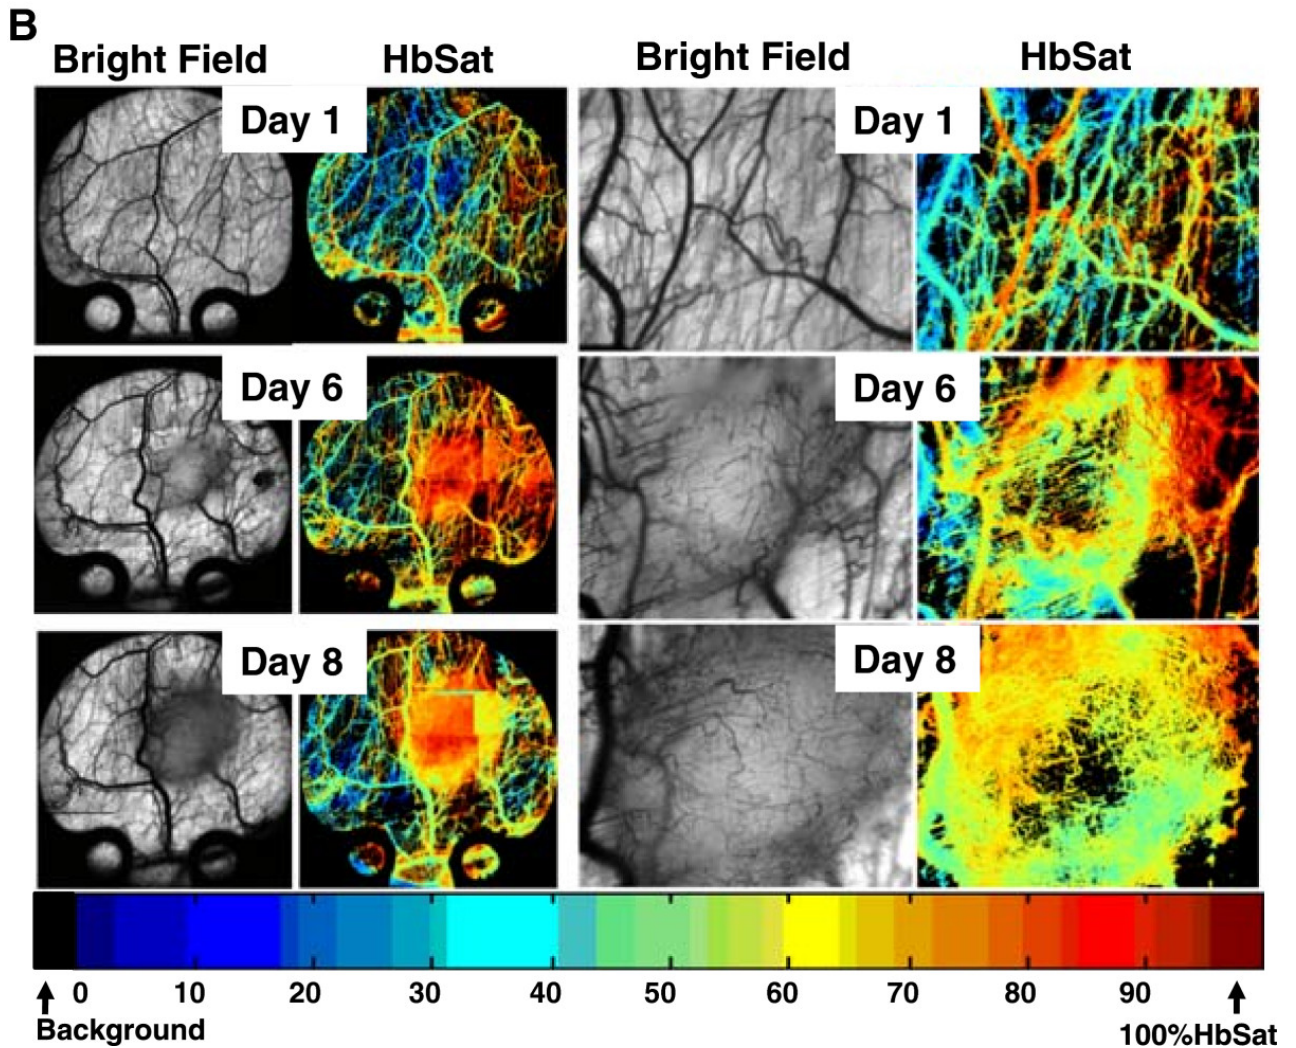 B
Bright Field HbSat Bright Field HbSat
Day 1 Day 1
Day 6 Day 6
Day 8 Day 8
0 10 20 30 40 50 60 70 80 90
Background 100%HbSat